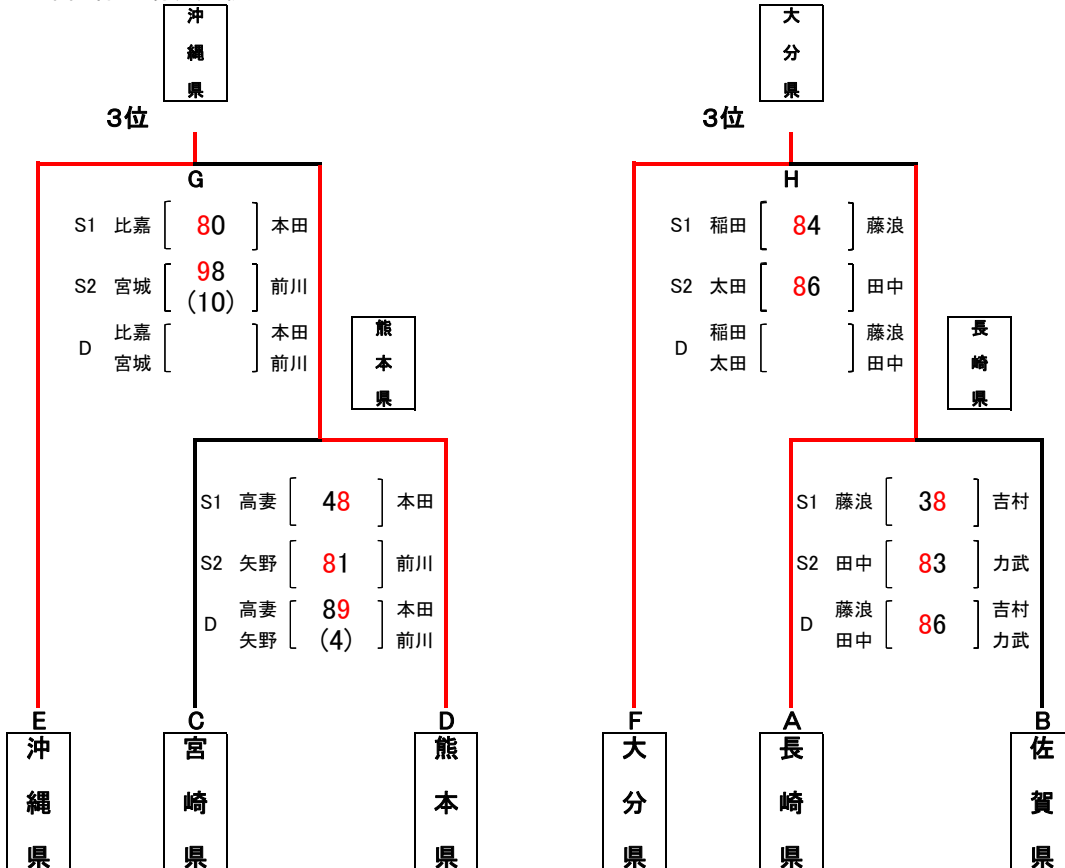 沖縄県
3位
G
S1 比嘉 [ 80 ] 本田
S2 宮城 [ 98 (10) ] 前川
D 比嘉 宮城 [ ] 本田 前川
熊本県
S1 高妻 [ 48 ] 本田
S2 矢野 [ 81 ] 前川
D 高妻 矢野 [ 89 (4) ] 本田 前川
E
沖縄県
C
宮崎県
D
熊本県
大分県
3位
H
S1 稲田 [ 84 ] 藤浪
S2 太田 [ 86 ] 田中
D 稲田 太田 [ ] 藤浪 田中
長崎県
S1 藤浪 [ 38 ] 吉村
S2 田中 [ 83 ] 力武
D 藤浪 田中 [ 86 ] 吉村 力武
F
大分県
A
長崎県
B
佐賀県